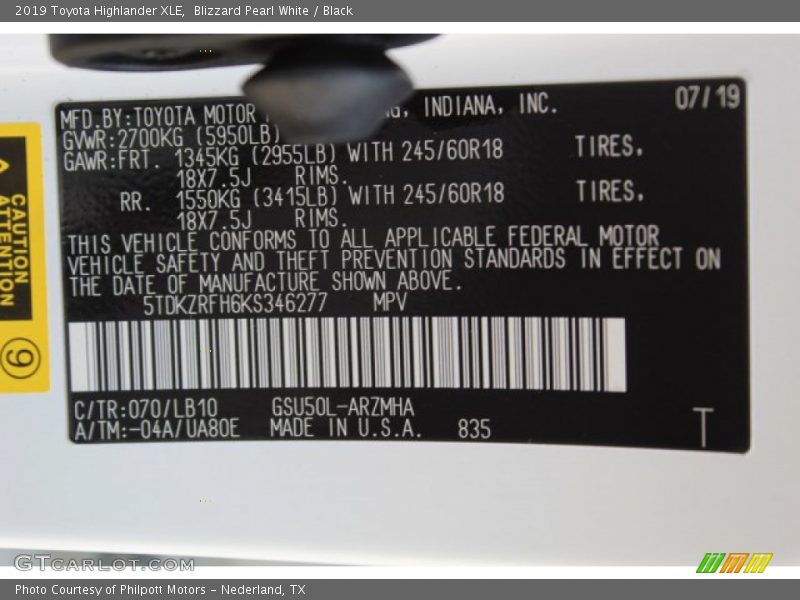 2019 Toyota Highlander XLE,  Blizzard Pearl White / Black
07/19
MFD.BY:TOYOTA MOTOR INDIANA, INC.
GVWR:2700KG (5950LB)
GAWR:FRT. 1345KG (2955LB) WITH 245/60R18 TIRES,
18X7.5J RIMS.
RR. 1550KG (3415LB) WITH 245/60R18 TIRES,
18X7.5J RIMS.
THIS VEHICLE CONFORMS TO ALL APPLICABLE FEDERAL MOTOR
VEHICLE SAFETY AND THEFT PREVENTION STANDARDS IN EFFECT ON
THE DATE OF MANUFACTURE SHOWN ABOVE.
5TDKZRFH6KS346277 MPV
C/TR:070/LB10 GSU50L-ARZMHA
A/TM:-04A/UA80E MADE IN U.S.A. 835
T
CAUTION
ATTENTION
9
GTCARLOT.COM
Photo Courtesy of Philpott Motors - Nederland, TX